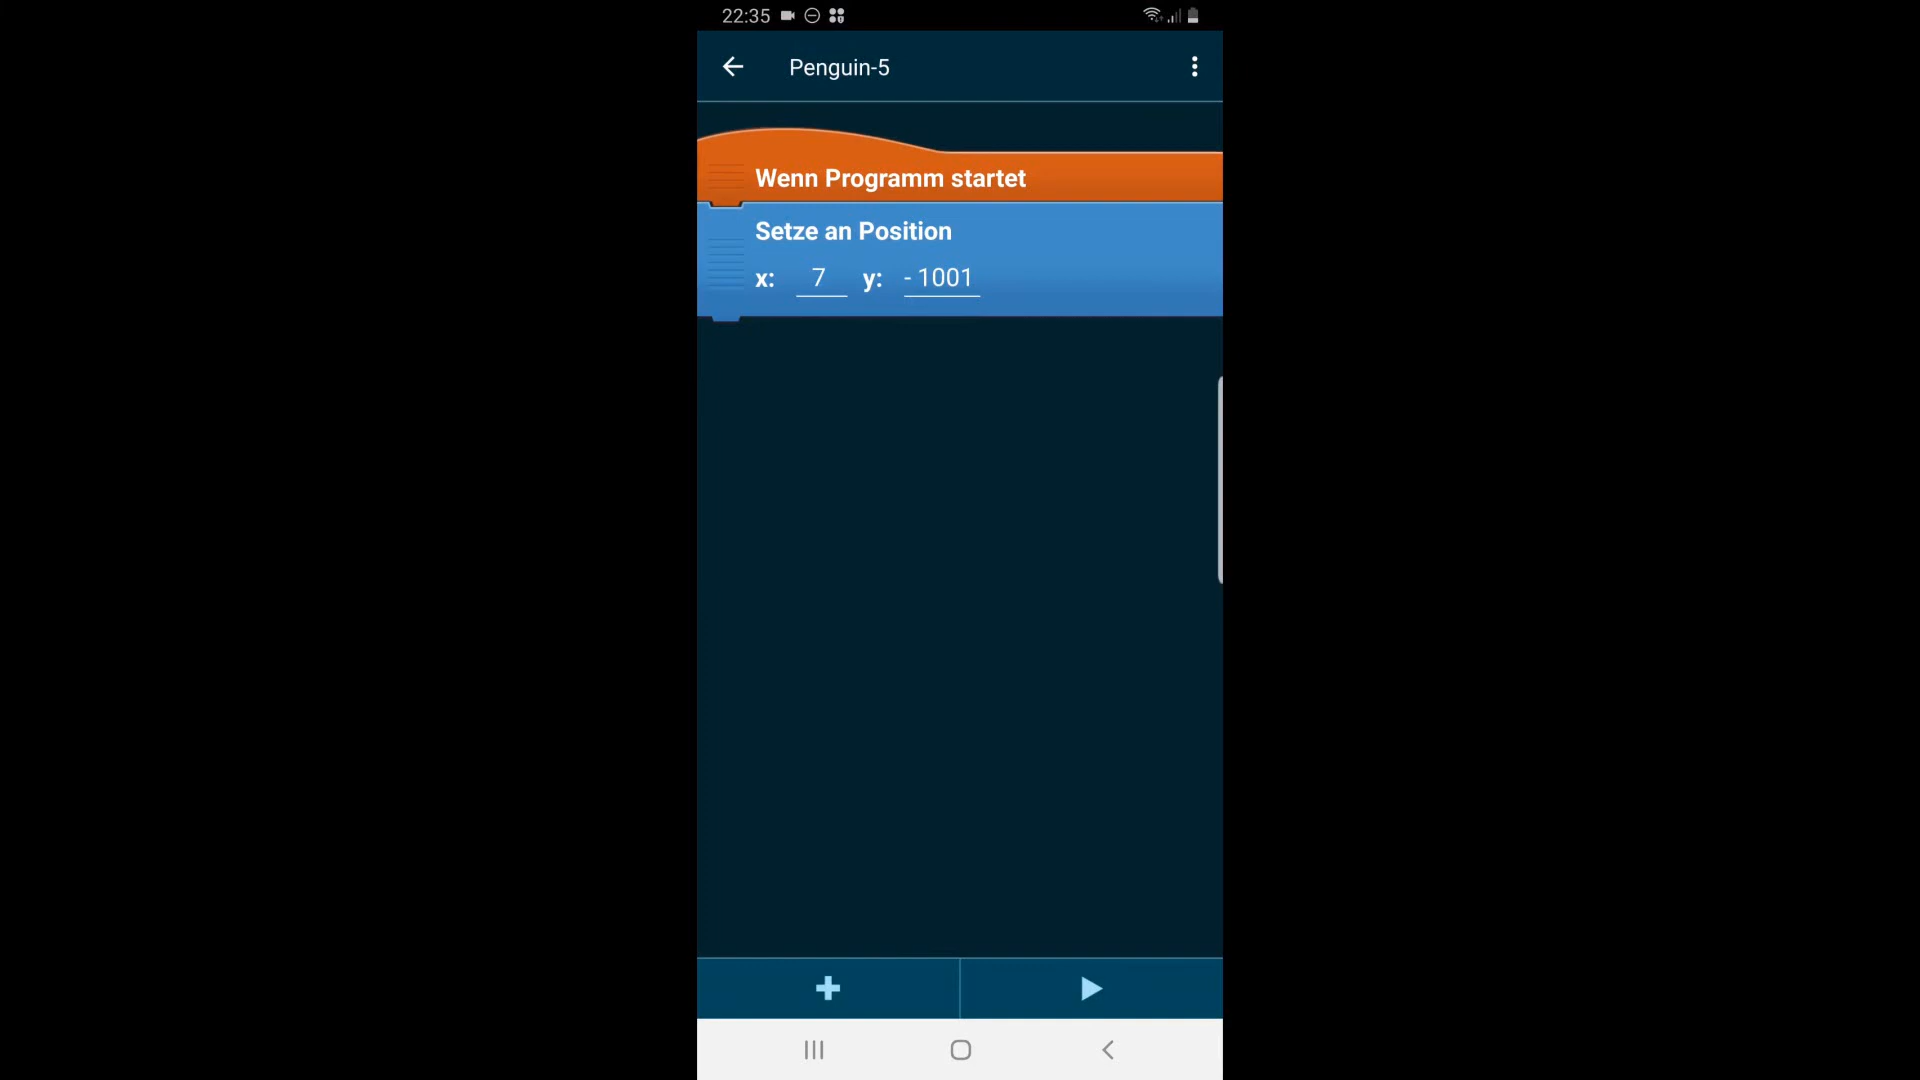 22:35
Penguin-5
Wenn Programm startet
Setze an Position
x: 7 y: - 1001